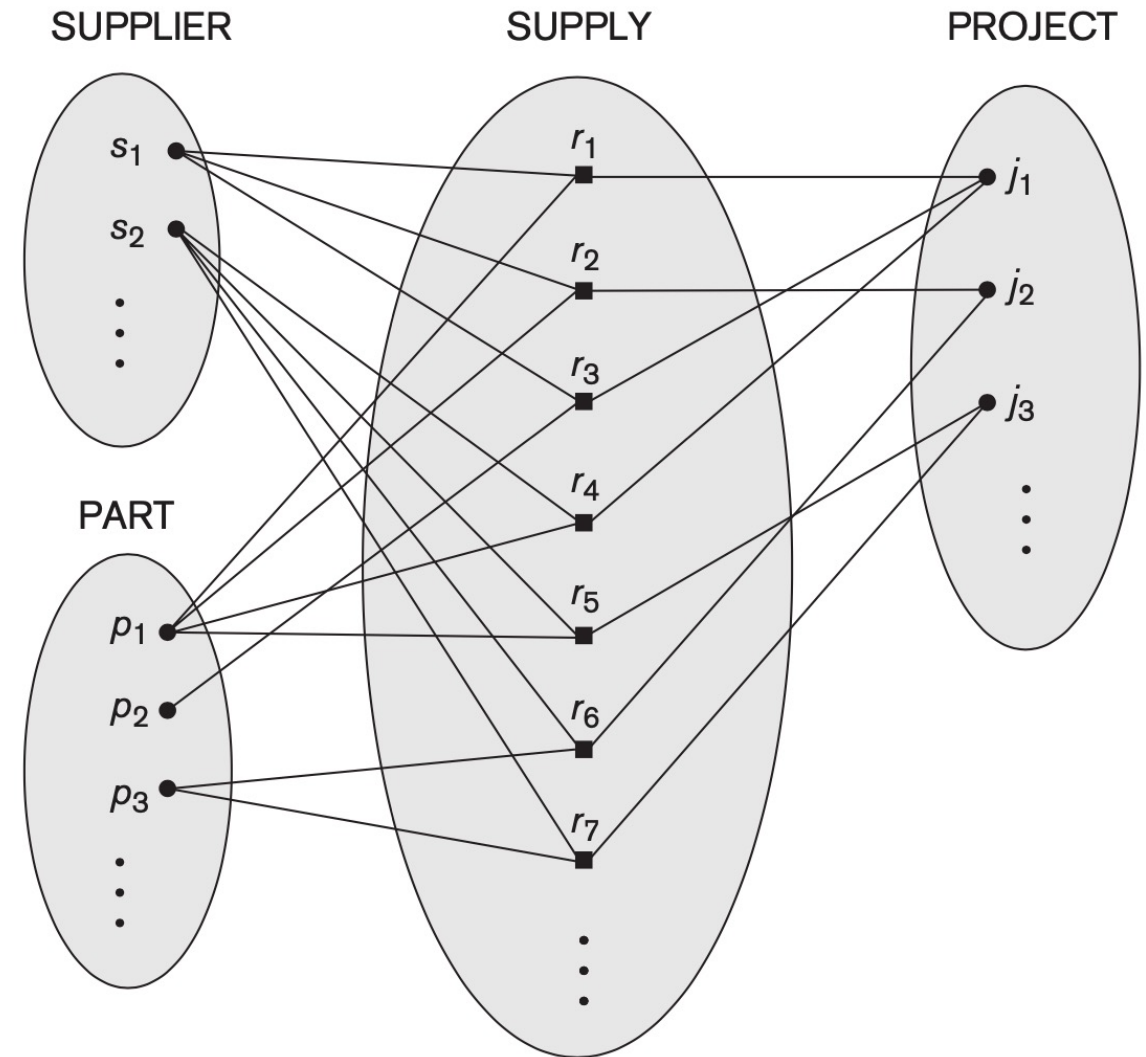 SUPPLIER
SUPPLY
PROJECT
s1
s2
PART
p1
p2
p3
r1
r2
r3
r4
r5
r6
r7
j1
j2
j3